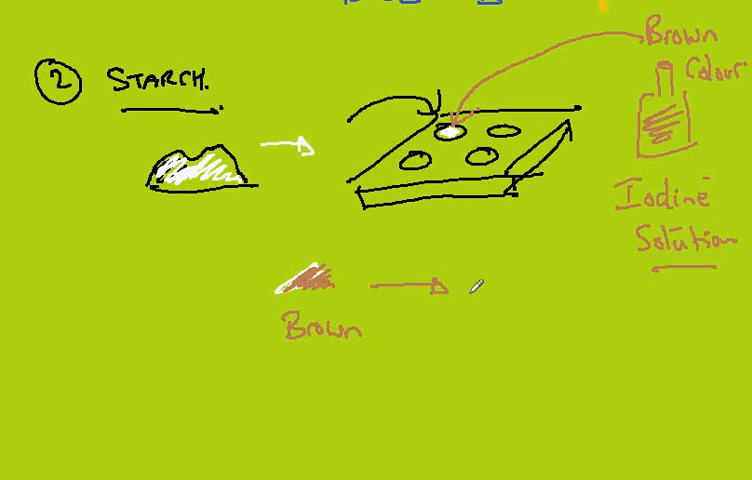 2 STARCH.
Brown
Colour
Iodine
Solution
Brown